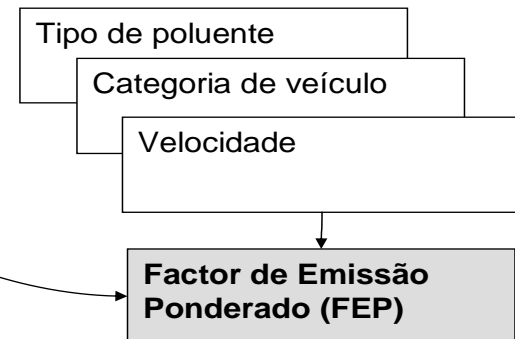 Tipo de poluente
Categoria de veículo
Velocidade
Factor de Emissão
Ponderado (FEP)